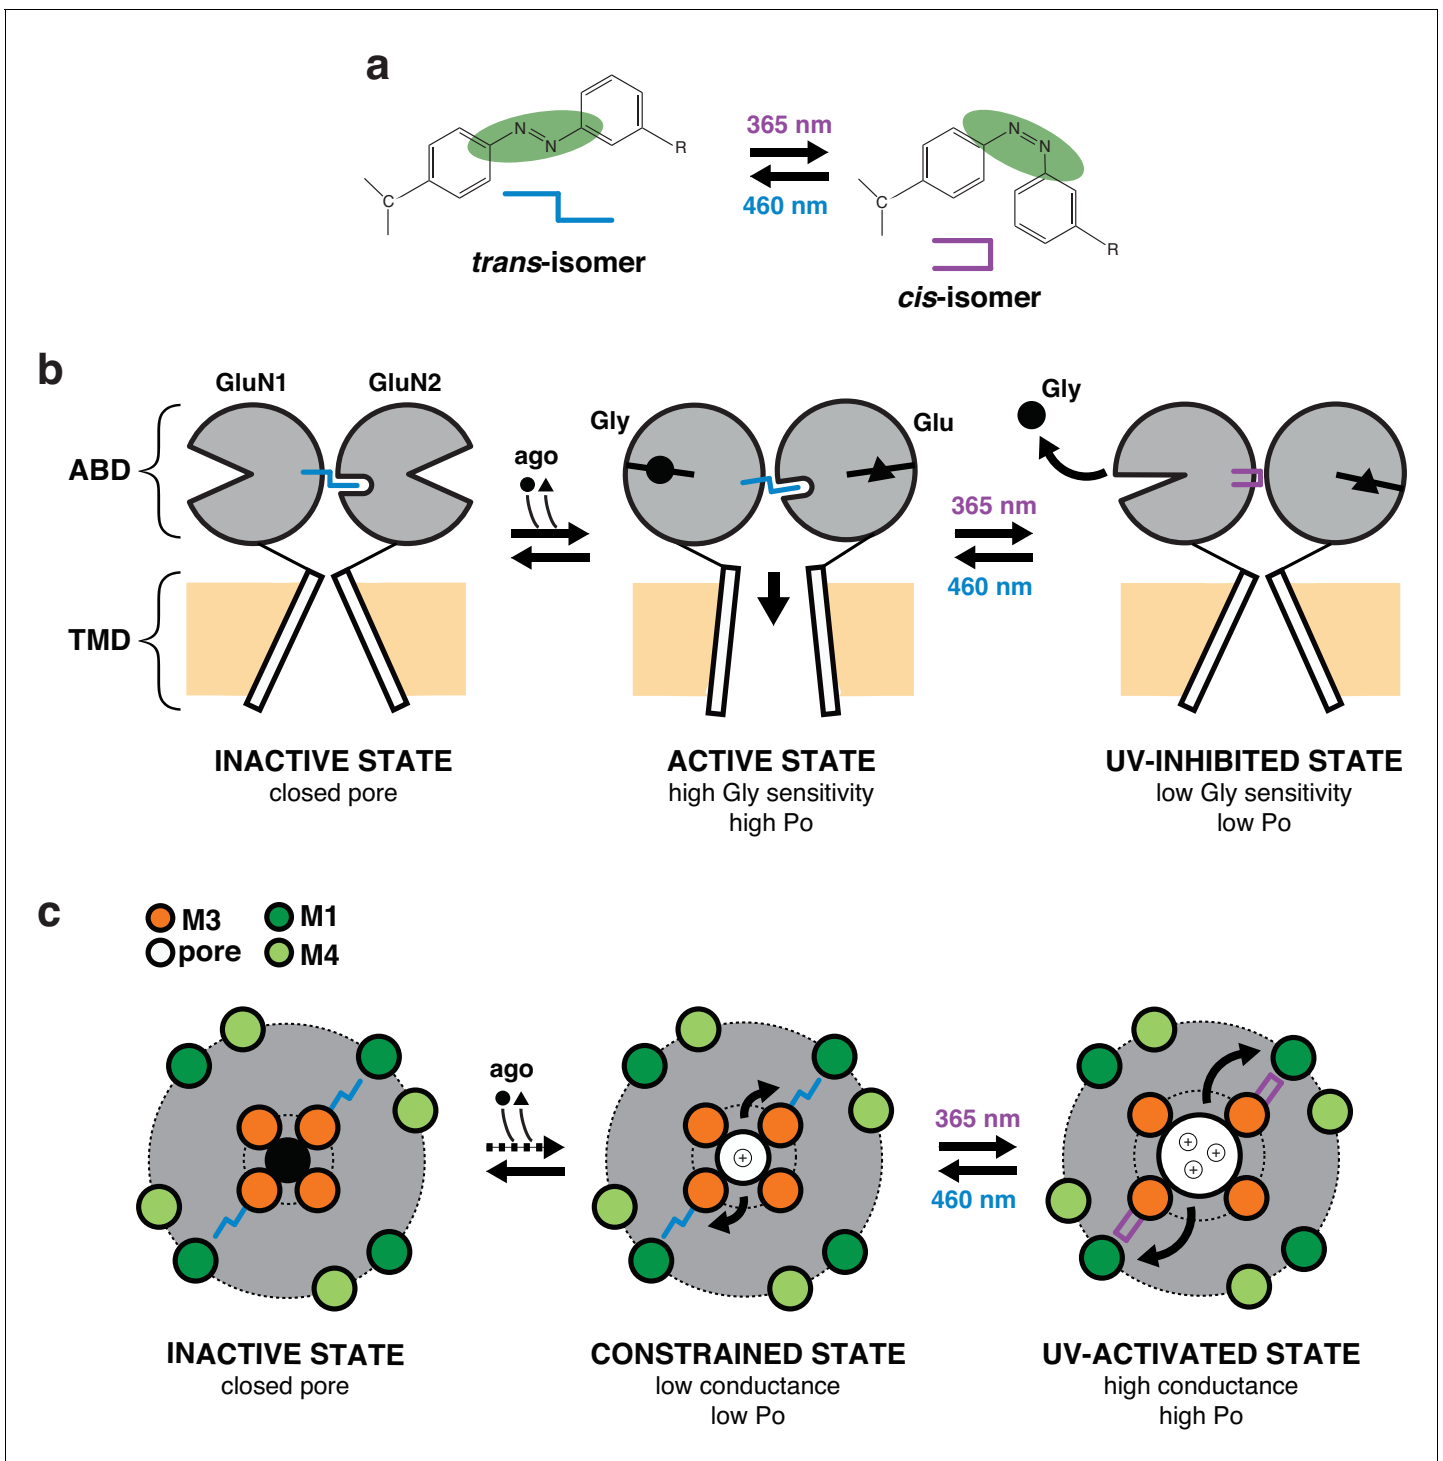 a
N
N
R
C
trans-isomer
365 nm
460 nm
N
N
C
R
cis-isomer
b
GluN1
GluN2
ABD
TMD
ago
Gly
Glu
365 nm
460 nm
Gly
INACTIVE STATE
closed pore
ACTIVE STATE
high Gly sensitivity
high Po
UV-INHIBITED STATE
low Gly sensitivity
low Po
c
M3
M1
pore
M4
ago
+
365 nm
460 nm
+
+
+
INACTIVE STATE
closed pore
CONSTRAINED STATE
low conductance
low Po
UV-ACTIVATED STATE
high conductance
high Po